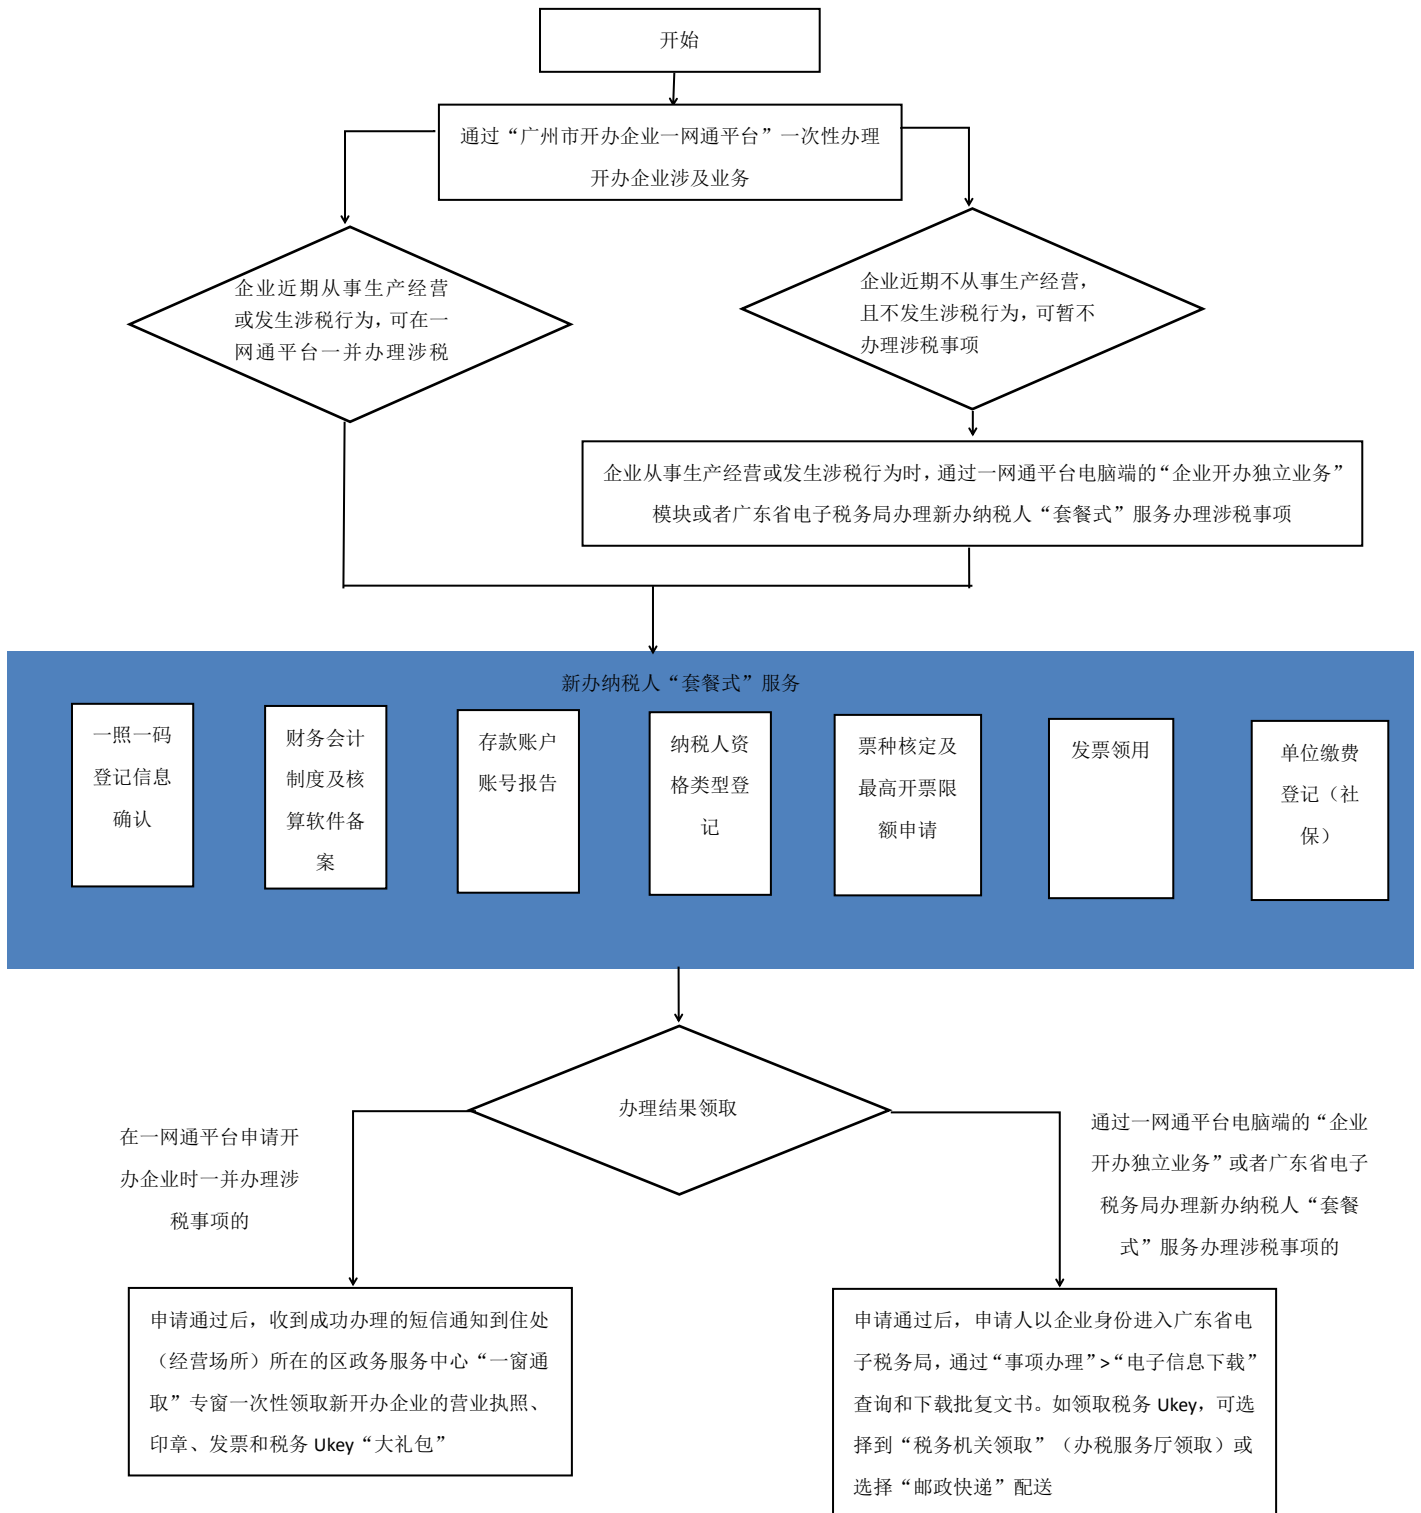 开始
通过“广州市开办企业一网通平台”一次性办理
开办企业涉及业务
企业近期从事生产经营
或发生涉税行为，可在一
网通平台一并办理涉税
企业近期不从事生产经营，
且不发生涉税行为，可暂不
办理涉税事项
企业从事生产经营或发生涉税行为时，通过一网通平台电脑端的“企业开办独立业务”
模块或者广东省电子税务局办理新办纳税人“套餐式”服务办理涉税事项
新办纳税人“套餐式”服务
一照一码
登记信息
确认
财务会计
制度及核
算软件备
案
存款账户
账号报告
纳税人资
格类型登
记
票种核定及
最高开票限
额申请
发票领用
单位缴费
登记（社
保）
办理结果领取
在一网通平台申请开
办企业时一并办理涉
税事项的
通过一网通平台电脑端的“企业
开办独立业务”或者广东省电子
税务局办理新办纳税人“套餐
式”服务办理涉税事项的
申请通过后，收到成功办理的短信通知到住处
（经营场所）所在的区政务服务中心“一窗通
取”专窗一次性领取新开办企业的营业执照、
印章、发票和税务 Ukey“大礼包”
申请通过后，申请人以企业身份进入广东省电
子税务局，通过“事项办理”>“电子信息下载”
查询和下载批复文书。如领取税务 Ukey，可选
择到“税务机关领取”（办税服务厅领取）或
选择“邮政快递”配送